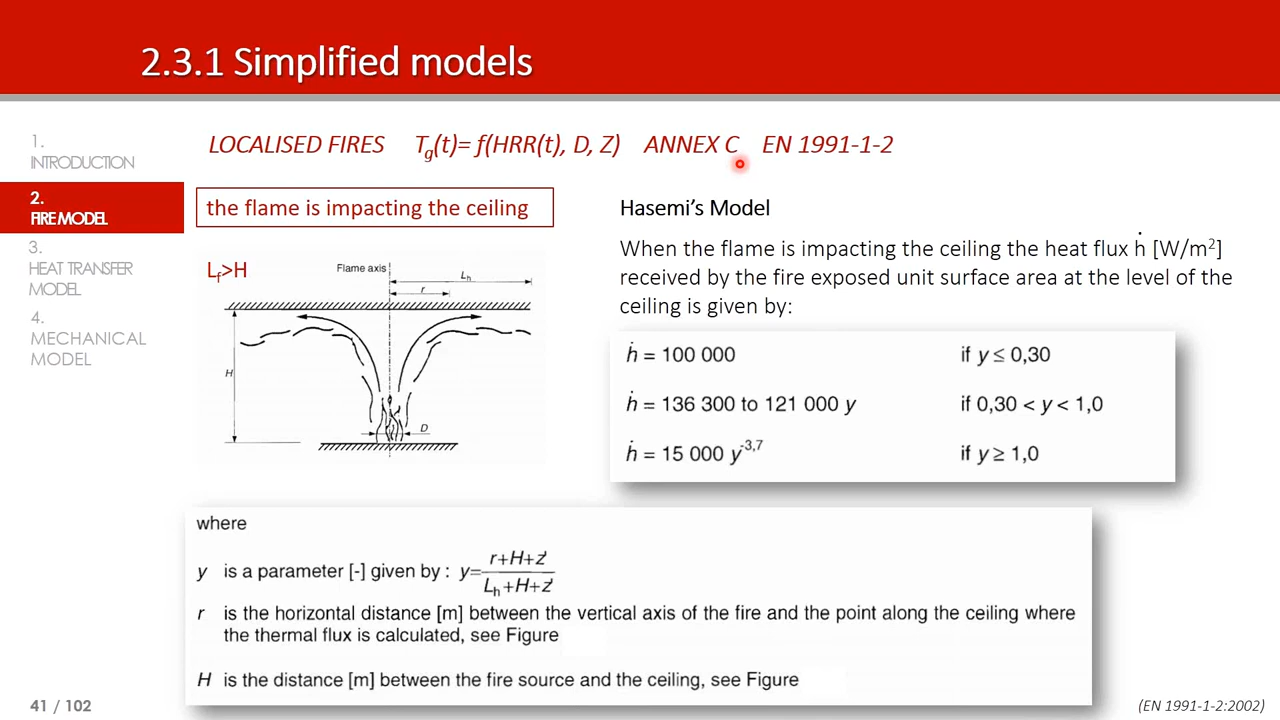 2.3.1 Simplified models
1.
INTRODUCTION
2.
FIRE MODEL
3.
HEAT TRANSFER
MODEL
4.
MECHANICAL
MODEL
LOCALISED FIRES Tg(t)= f(HRR(t), D, Z) ANNEX C EN 1991-1-2
the flame is impacting the ceiling
Lf>H
Flame axis
Lh
r
H
D
Hasemi's Model
When the flame is impacting the ceiling the heat flux ḣ [W/m²]
received by the fire exposed unit surface area at the level of the
ceiling is given by:
ḣ = 100 000 if y ≤ 0,30
ḣ = 136 300 to 121 000 y if 0,30 < y < 1,0
ḣ = 15 000 y^-3,7 if y ≥ 1,0
where
y is a parameter [-] given by : y = (r+H+z')/(Lh+H+z')
r is the horizontal distance [m] between the vertical axis of the fire and the point along the ceiling where
the thermal flux is calculated, see Figure
H is the distance [m] between the fire source and the ceiling, see Figure
41 / 102
(EN 1991-1-2:2002)